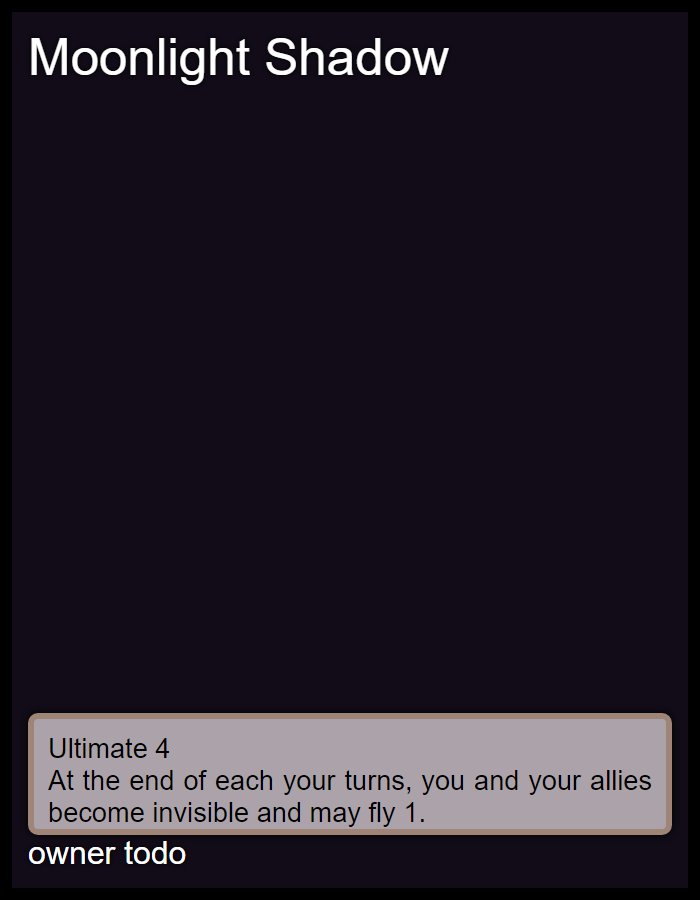 Moonlight Shadow
Ultimate 4
At the end of each your turns, you and your allies
become invisible and may fly 1.
owner todo